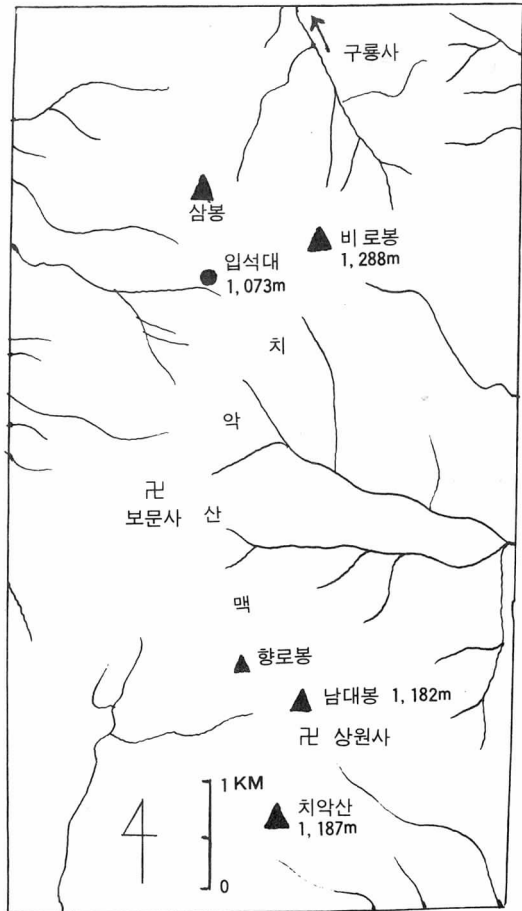 구룡사
삼봉
비로봉
1,288m
입석대
1,073m
치
악
산
맥
卍
보문사
향로봉
남대봉 1,182m
卍 상원사
1 KM
0
치악산
1,187m